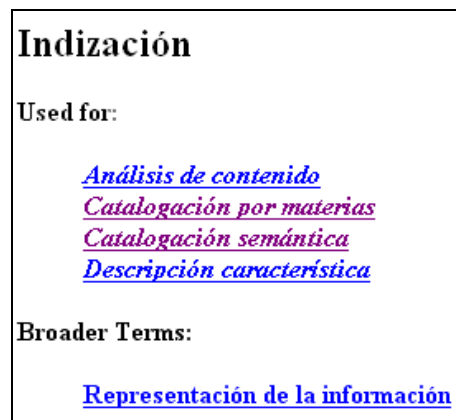 Indización
Used for:
Análisis de contenido
Catalogación por materias
Catalogación semántica
Descripción característica
Broader Terms:
Representación de la información